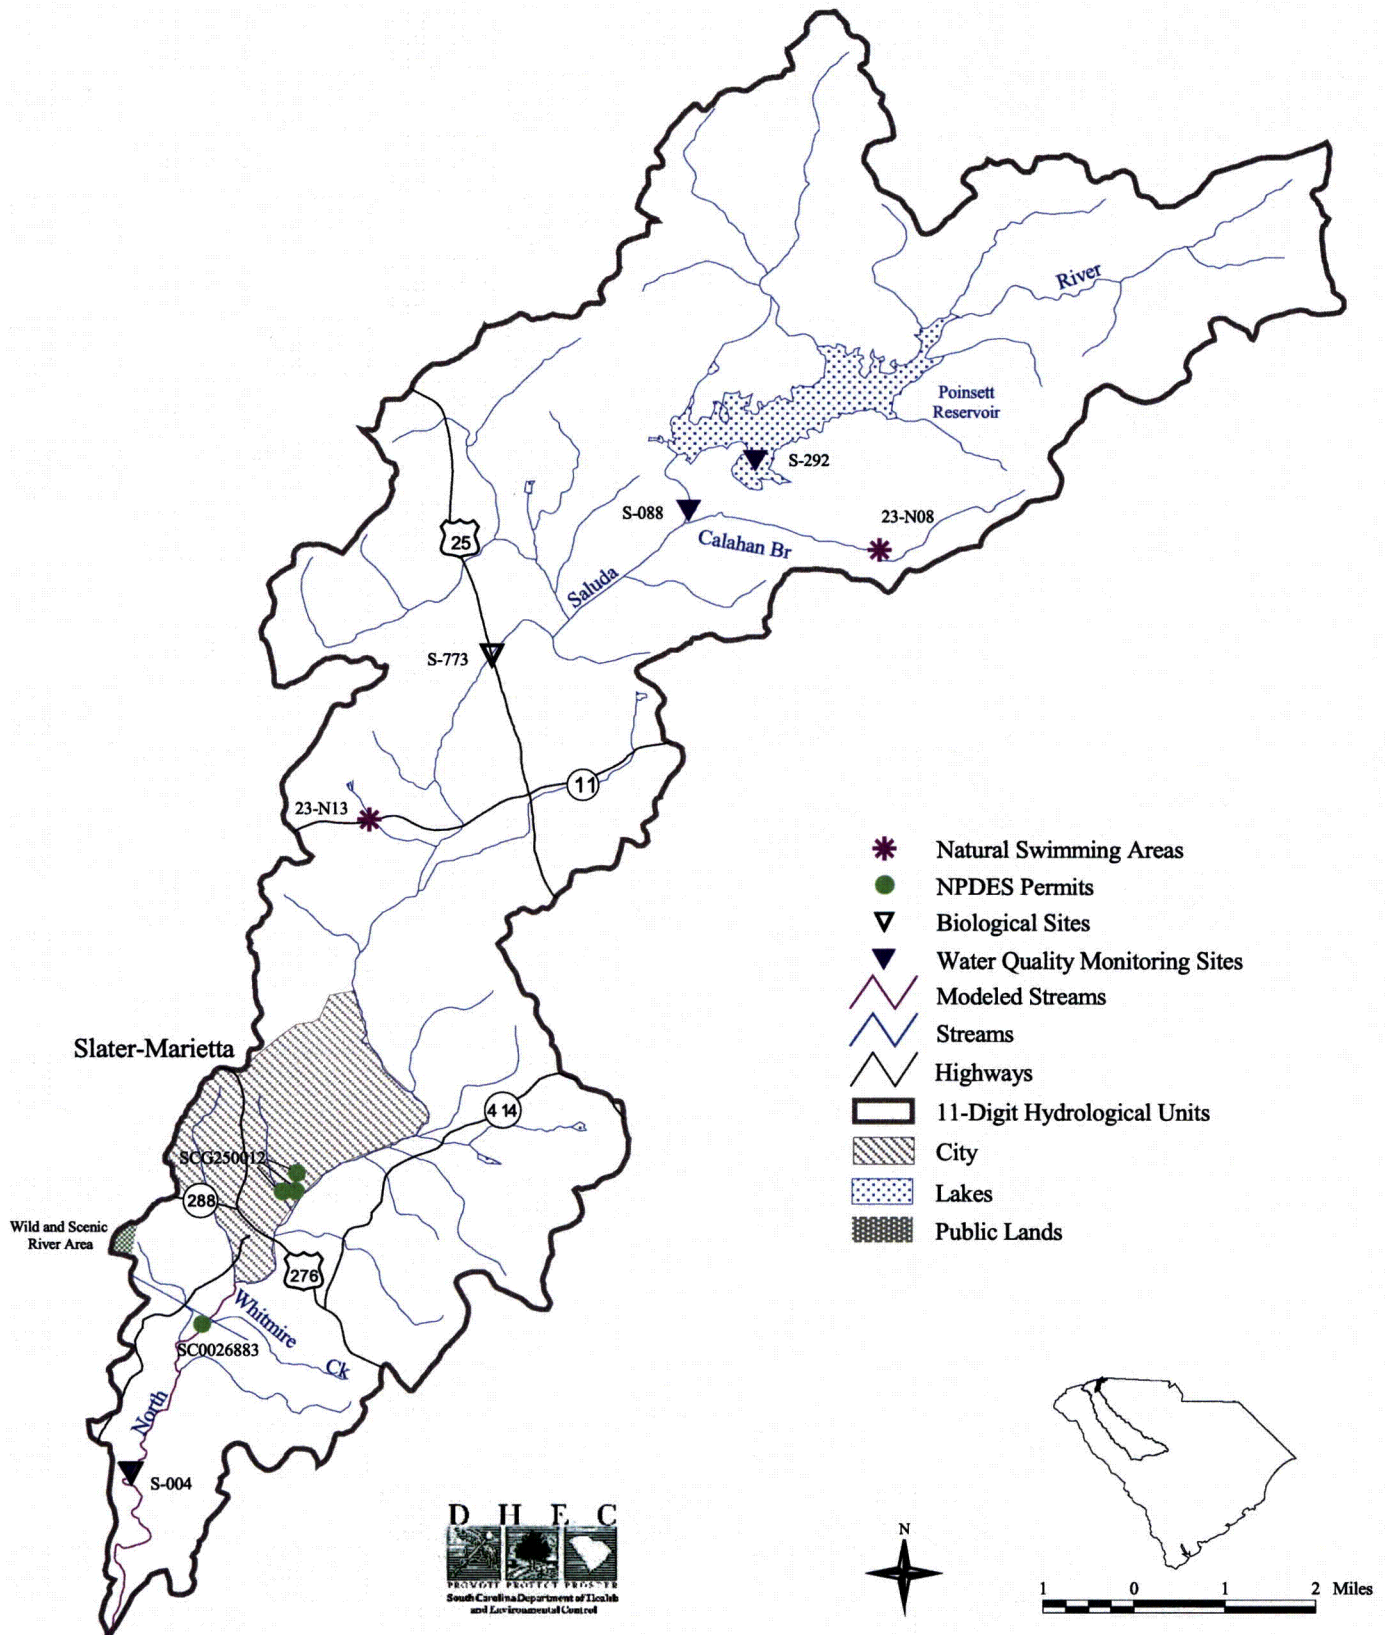 River
Poinsett
Reservoir
S-292
S-088
23-N08
Calahan Br
25
Saluda
S-773
11
23-N13
Natural Swimming Areas
NPDES Permits
Biological Sites
Water Quality Monitoring Sites
Modeled Streams
Streams
Highways
11-Digit Hydrological Units
City
Lakes
Public Lands
Slater-Marietta
4 14
SCG250012
288
Wild and Scenic
River Area
276
Whitmire
Ck
SC0026883
North
S-004
D H E C
PROMOTE PROTECT PROSPER
South Carolina Department of Health
and Environmental Control
N
1 0 1 2 Miles